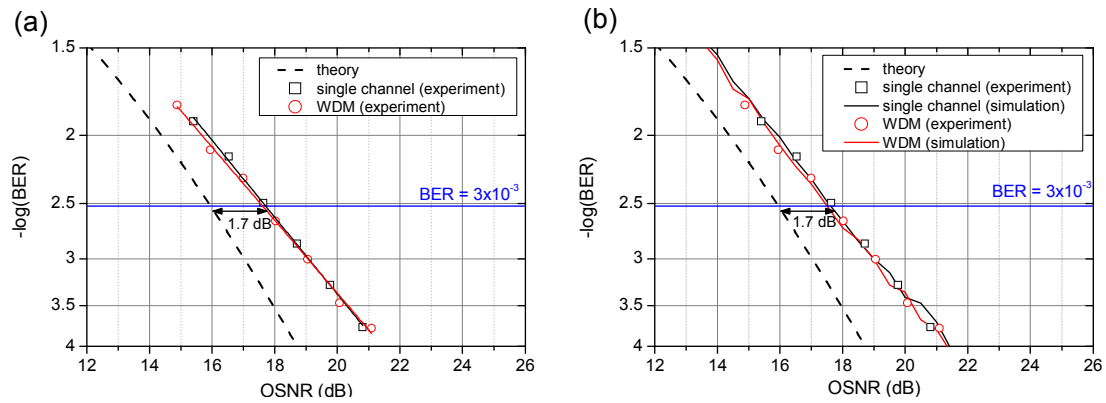 (a)
1.5
2
2.5
3
3.5
4
-log(BER)
12 14 16 18 20 22 24 26
OSNR (dB)
theory
single channel (experiment)
WDM (experiment)
BER = 3x10⁻³
1.7 dB
(b)
1.5
2
2.5
3
3.5
4
-log(BER)
12 14 16 18 20 22 24 26
OSNR (dB)
theory
single channel (experiment)
single channel (simulation)
WDM (experiment)
WDM (simulation)
BER = 3x10⁻³
1.7 dB